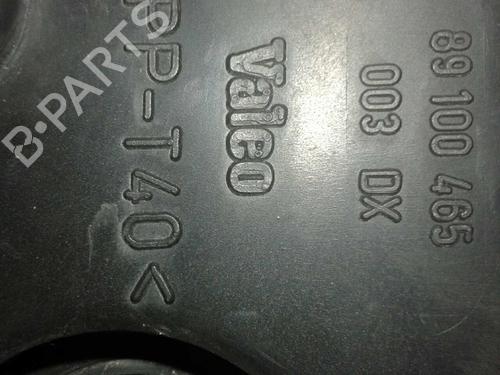 89 100 465
003 DX
Valeo
PP-T40<
B-PARTS